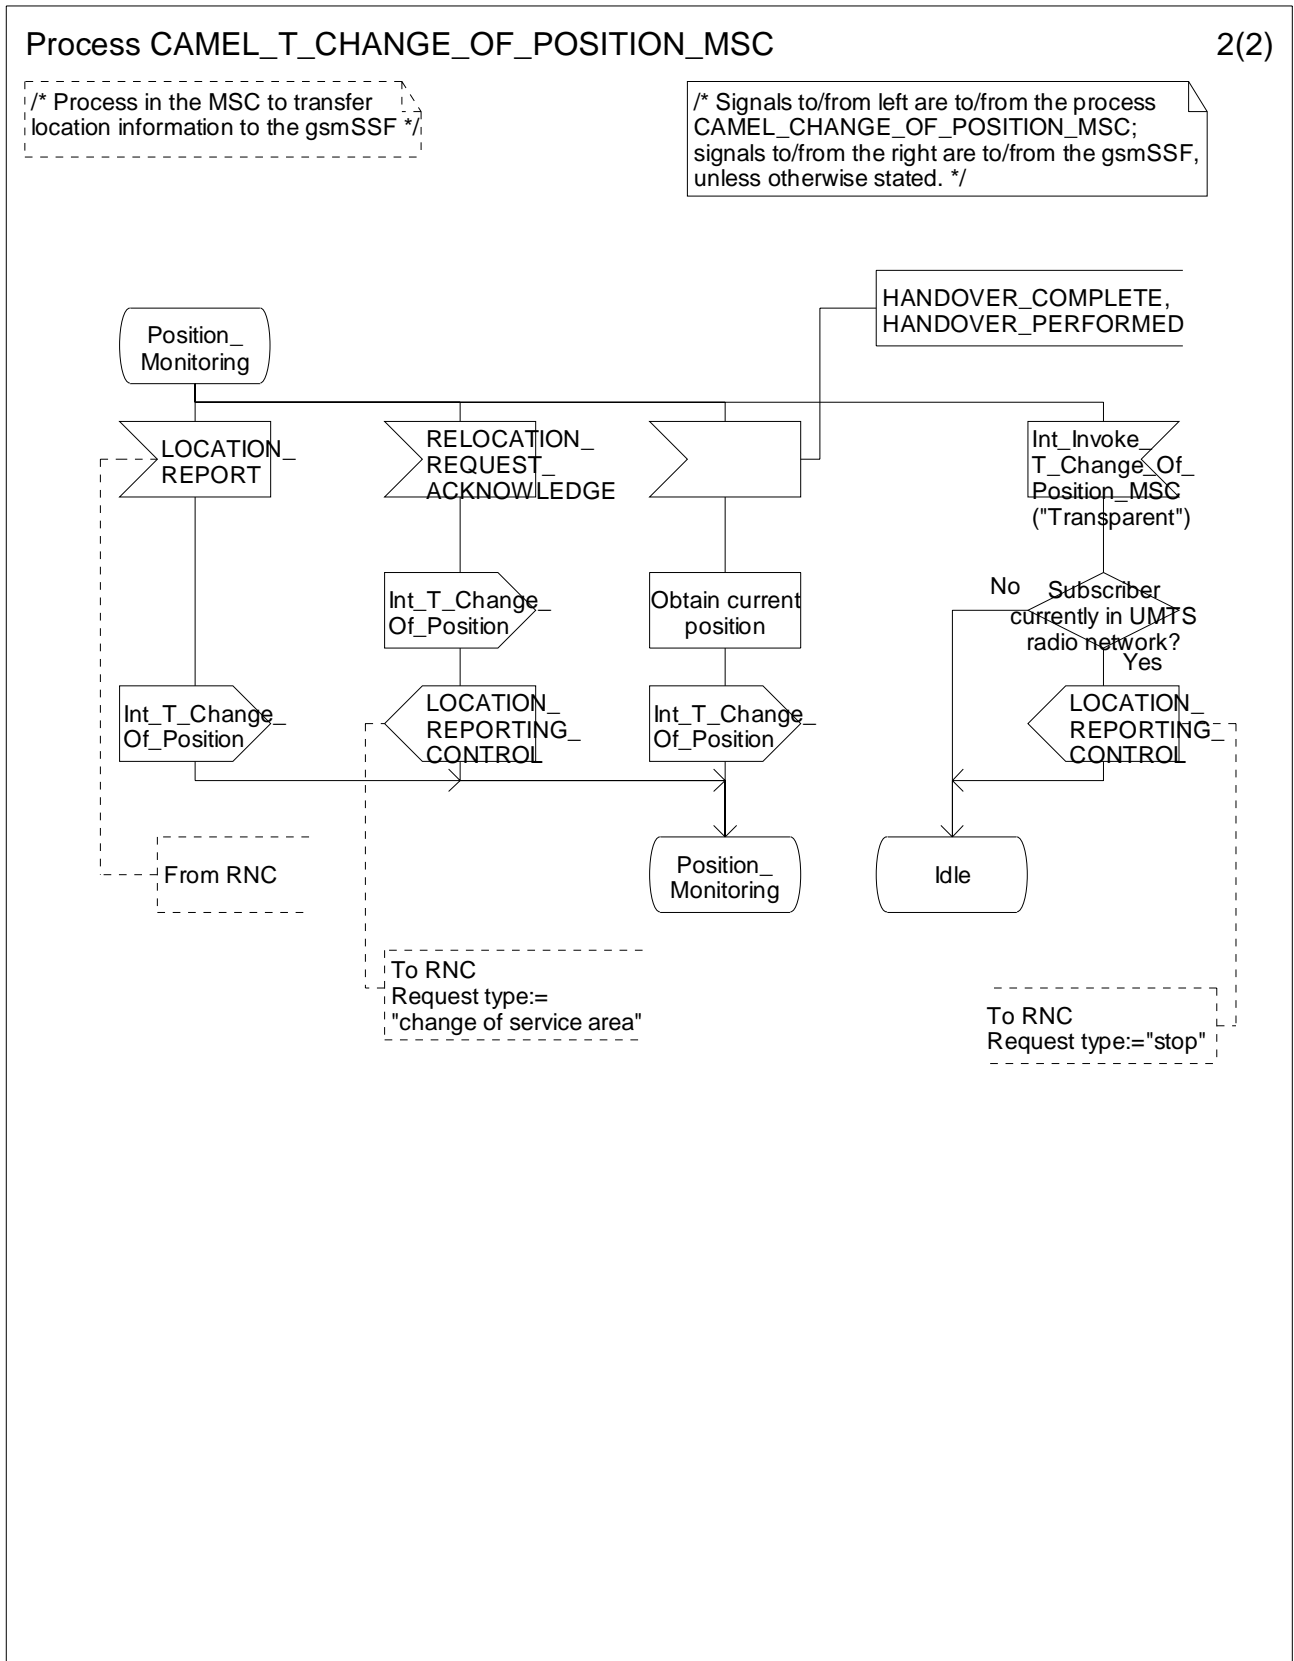 Process CAMEL_T_CHANGE_OF_POSITION_MSC
2(2)
/* Process in the MSC to transfer
location information to the gsmSSF */
/* Signals to/from left are to/from the process
CAMEL_CHANGE_OF_POSITION_MSC;
signals to/from the right are to/from the gsmSSF,
unless otherwise stated. */
HANDOVER_COMPLETE,
HANDOVER_PERFORMED
Position_
Monitoring
LOCATION_
REPORT
RELOCATION_
REQUEST_
ACKNOWLEDGE
Int_Invoke_
T_Change_Of_
Position_MSC
("Transparent")
Int_T_Change_
Of_Position
Obtain current
position
No
Subscriber
currently in UMTS
radio network?
Yes
Int_T_Change_
Of_Position
LOCATION_
REPORTING_
CONTROL
Int_T_Change_
Of_Position
LOCATION_
REPORTING_
CONTROL
From RNC
Position_
Monitoring
Idle
To RNC
Request type:=
"change of service area"
To RNC
Request type:="stop"